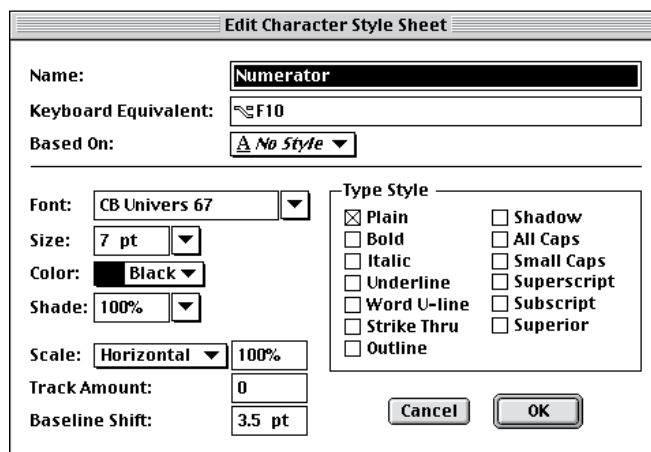 Edit Character Style Sheet
Name: Numerator
Keyboard Equivalent: ⌥F10
Based On: A No Style
Font: CB Univers 67
Size: 7 pt
Color: Black
Shade: 100%
Scale: Horizontal 100%
Track Amount: 0
Baseline Shift: 3.5 pt
Type Style
Plain
Bold
Italic
Underline
Word U-line
Strike Thru
Outline
Shadow
All Caps
Small Caps
Superscript
Subscript
Superior
Cancel OK